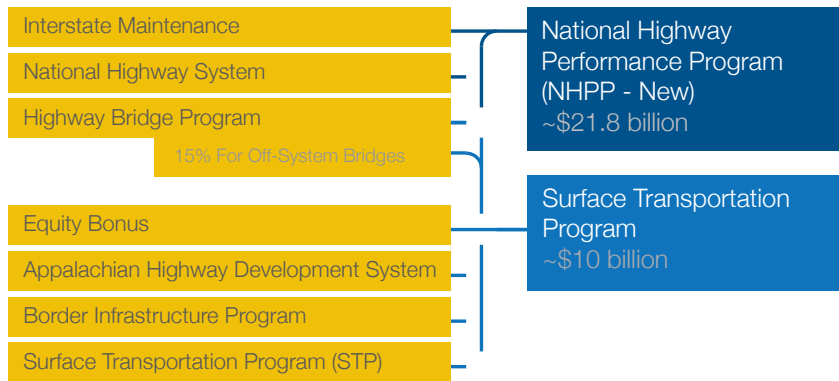 Interstate Maintenance
National Highway System
Highway Bridge Program
15% For Off-System Bridges
Equity Bonus
Appalachian Highway Development System
Border Infrastructure Program
Surface Transportation Program (STP)
National Highway
Performance Program
(NHPP - New)
~$21.8 billion
Surface Transportation
Program
~$10 billion